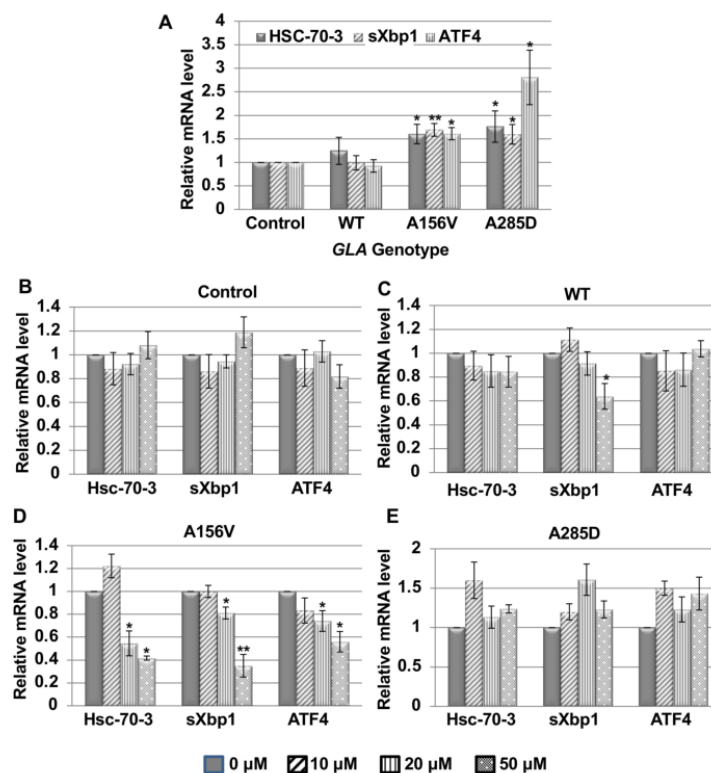 A
Relative mRNA level
4
3.5
3
2.5
2
1.5
1
0.5
0
HSC-70-3 sXbp1 ATF4
* ** * * * *
Control WT A156V A285D
GLA Genotype
B
Control
Relative mRNA level
1.4
1.2
1
0.8
0.6
0.4
0.2
0
Hsc-70-3 sXbp1 ATF4
C
WT
Relative mRNA level
1.4
1.2
1
0.8
0.6
0.4
0.2
0
*
Hsc-70-3 sXbp1 ATF4
D
A156V
Relative mRNA level
1.4
1.2
1
0.8
0.6
0.4
0.2
0
* * * ** * *
Hsc-70-3 sXbp1 ATF4
E
A285D
Relative mRNA level
2
1.5
1
0.5
0
Hsc-70-3 sXbp1 ATF4
0 µM 10 µM 20 µM 50 µM